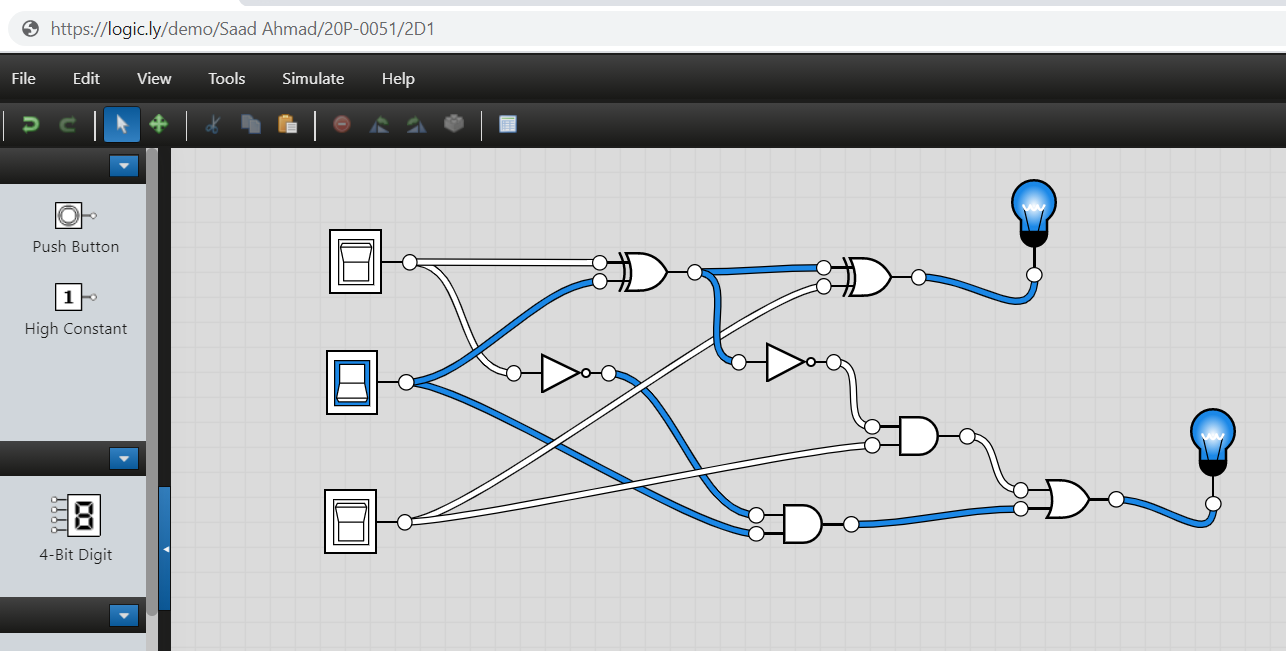 https://logic.ly/demo/Saad Ahmad/20P-0051/2D1
File Edit View Tools Simulate Help
Push Button
1
High Constant
8
4-Bit Digit